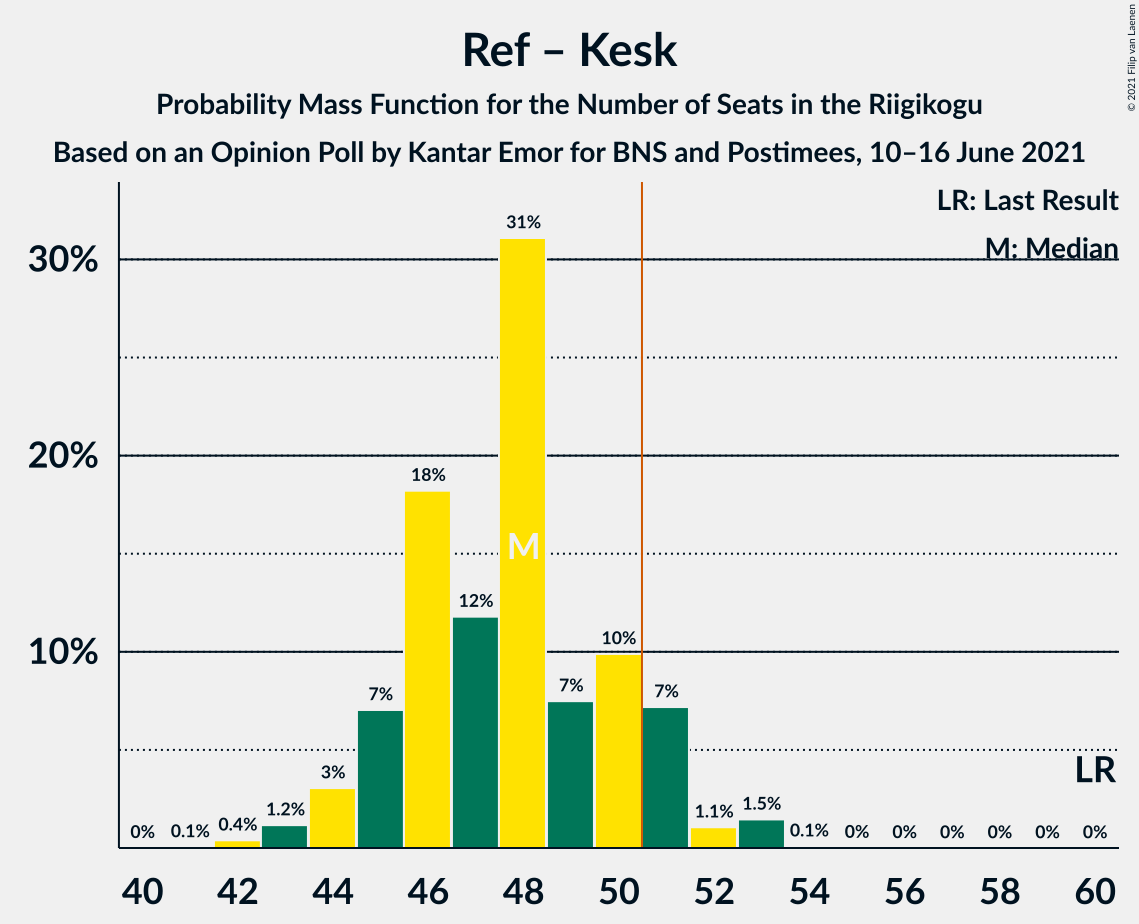 Ref – Kesk
Probability Mass Function for the Number of Seats in the Riigikogu
Based on an Opinion Poll by Kantar Emor for BNS and Postimees, 10–16 June 2021
© 2021 Filip van Laenen
LR: Last Result
M: Median
30%
20%
10%
0% 0.1% 0.4% 1.2% 3% 7% 18% 12% 31% 7% 10% 7% 1.1% 1.5% 0.1% 0% 0% 0% 0% 0% 0%
M
LR
40 42 44 46 48 50 52 54 56 58 60